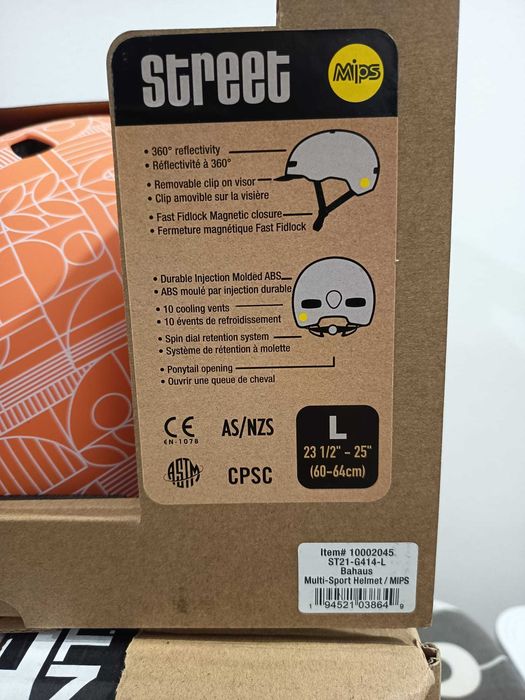 street
Mips
• 360° reflectivity
• Réflectivité à 360°
• Removable clip on visor
• Clip amovible sur la visière
• Fast Fidlock Magnetic closure
• Fermeture magnétique Fast Fidlock
• Durable Injection Molded ABS
• ABS moulé par injection durable
• 10 cooling vents
• 10 évents de refroidissement
• Spin dial retention system
• Système de rétention à molette
• Ponytail opening
• Ouvrir une queue de cheval
CE
EN-1078
AS/NZS
ASTM
CPSC
L
23 1/2" - 25"
(60-64cm)
Item# 10002045
ST21-G414-L
Bahaus
Multi-Sport Helmet / MIPS
1 94521 03864 9